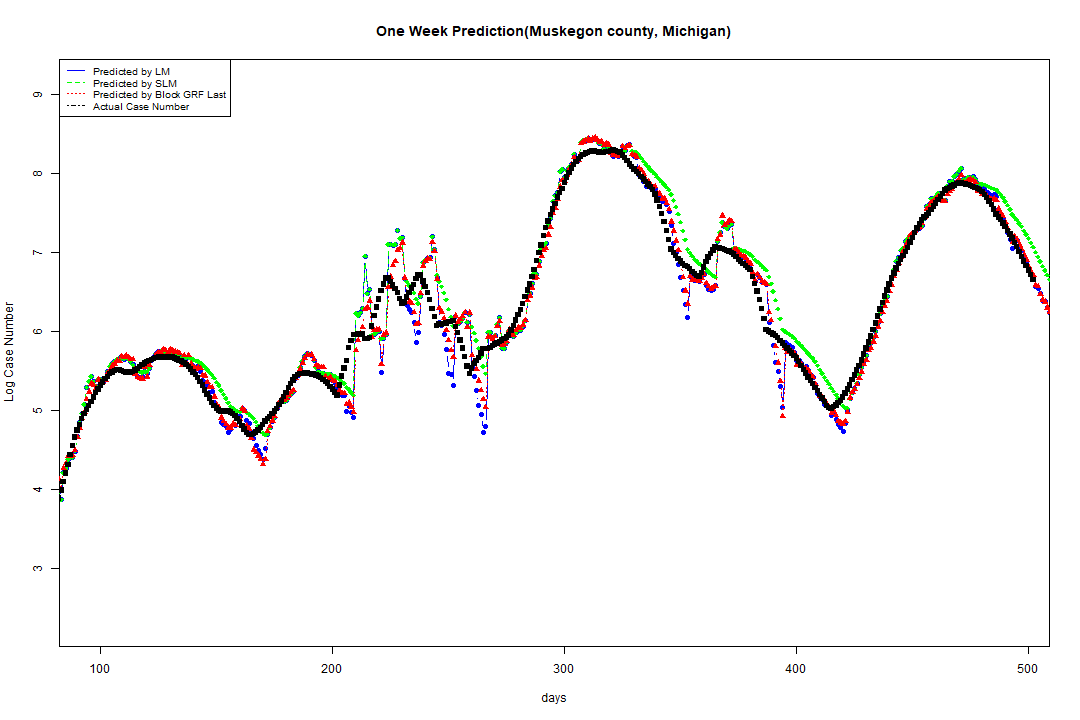 One Week Prediction(Muskegon county, Michigan)
Predicted by LM
Predicted by SLM
Predicted by Block GRF Last
Actual Case Number
9
8
7
6
5
4
3
Log Case Number
100 200 300 400 500
days